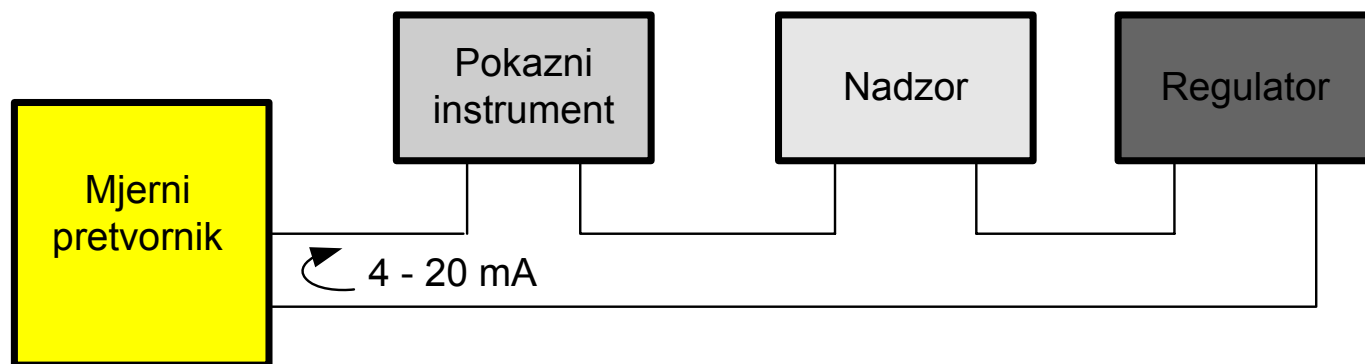 Pokazni
instrument
Nadzor
Regulator
Mjerni
pretvornik
4 - 20 mA